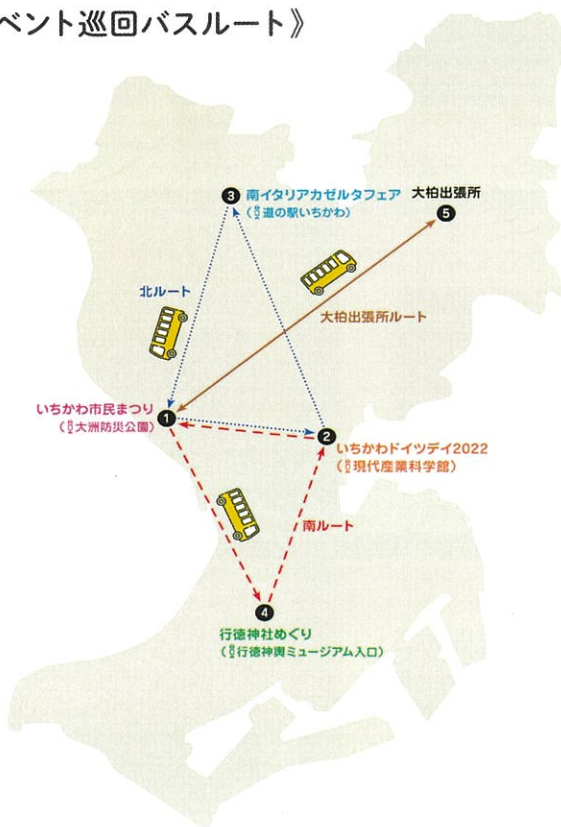 ベント巡回バスルート》
③ 南イタリアカゼルタフェア
(道の駅いちかわ)
大柏出張所
⑤
北ルート
大柏出張所ルート
いちかわ市民まつり ①
(大洲防災公園)
② いちかわドイツデイ2022
(現代産業科学館)
南ルート
④
行徳神社めぐり
(行徳神輿ミュージアム入口)